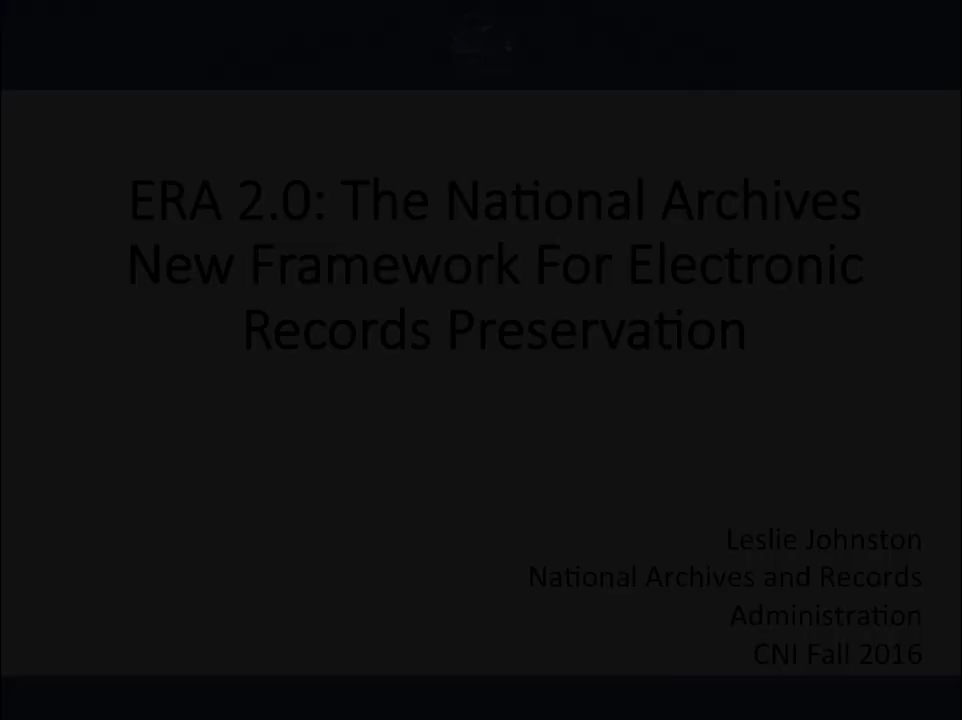 ERA 2.0: The National Archives
New Framework For Electronic
Records Preservation
Leslie Johnston
National Archives and Records
Administration
CNI Fall 2016